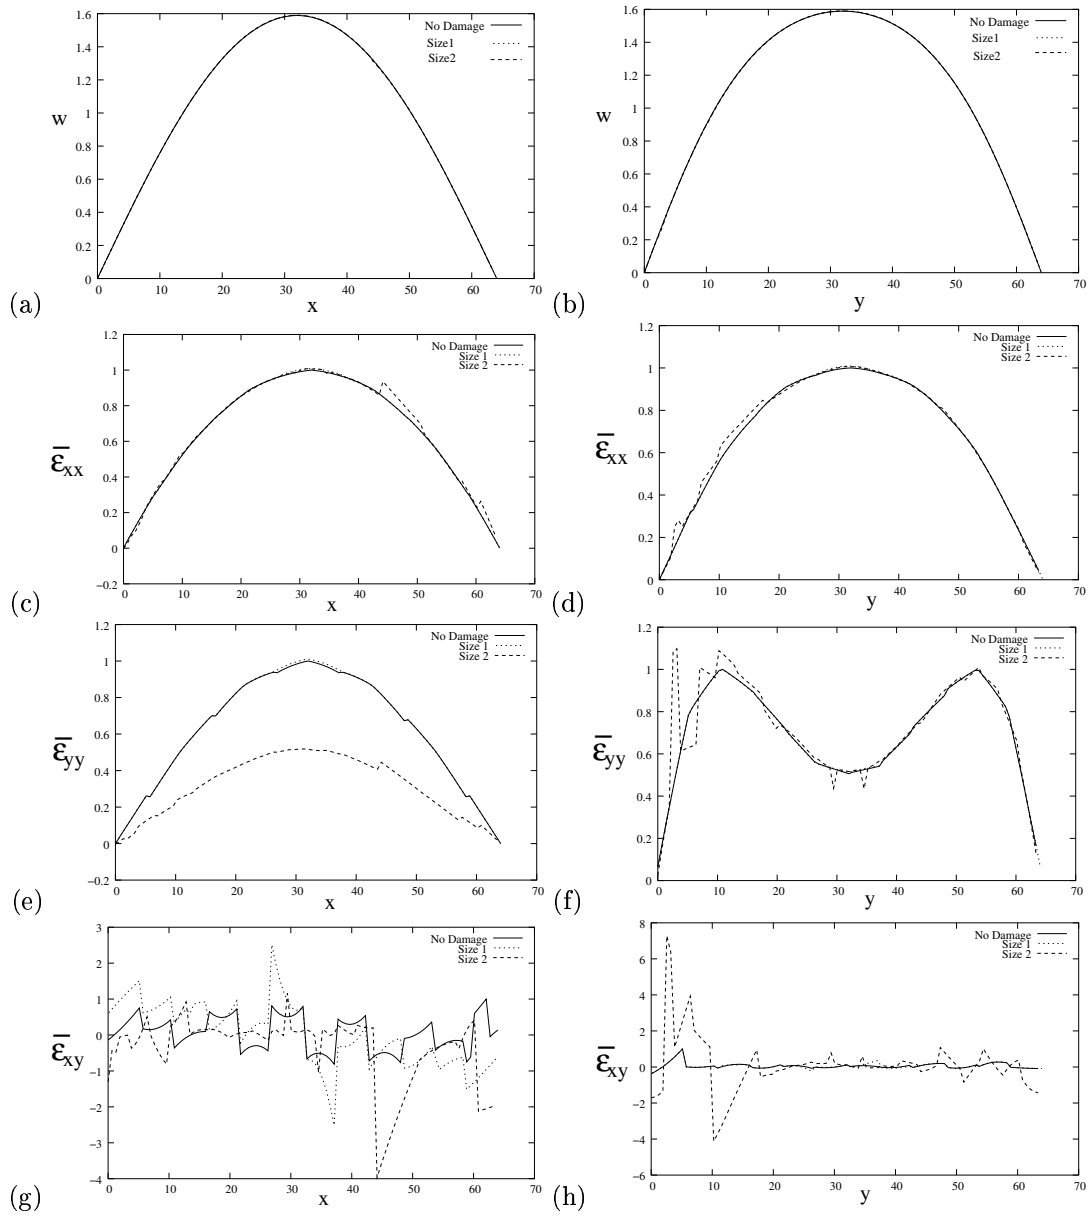 No Damage
Size1
Size2
1.6
1.4
1.2
1
0.8
0.6
0.4
0.2
0
w
0 10 20 30 40 50 60 70
x
(a)
No Damage
Size1
Size2
1.6
1.4
1.2
1
0.8
0.6
0.4
0.2
0
w
0 10 20 30 40 50 60 70
y
(b)
No Damage
Size 1
Size 2
1.2
1
0.8
0.6
0.4
0.2
0
−0.2
ε̅xx
0 10 20 30 40 50 60 70
x
(c)
No Damage
Size 1
Size 2
1.2
1
0.8
0.6
0.4
0.2
0
ε̅xx
0 10 20 30 40 50 60 70
y
(d)
No Damage
Size 1
Size 2
1.2
1
0.8
0.6
0.4
0.2
0
−0.2
ε̅yy
0 10 20 30 40 50 60 70
x
(e)
No Damage
Size 1
Size 2
1.2
1
0.8
0.6
0.4
0.2
0
ε̅yy
0 10 20 30 40 50 60 70
y
(f)
No Damage
Size 1
Size 2
3
2
1
0
−1
−2
−3
−4
ε̅xy
0 10 20 30 40 50 60 70
x
(g)
No Damage
Size 1
Size 2
8
6
4
2
0
−2
−4
−6
ε̅xy
0 10 20 30 40 50 60 70
y
(h)